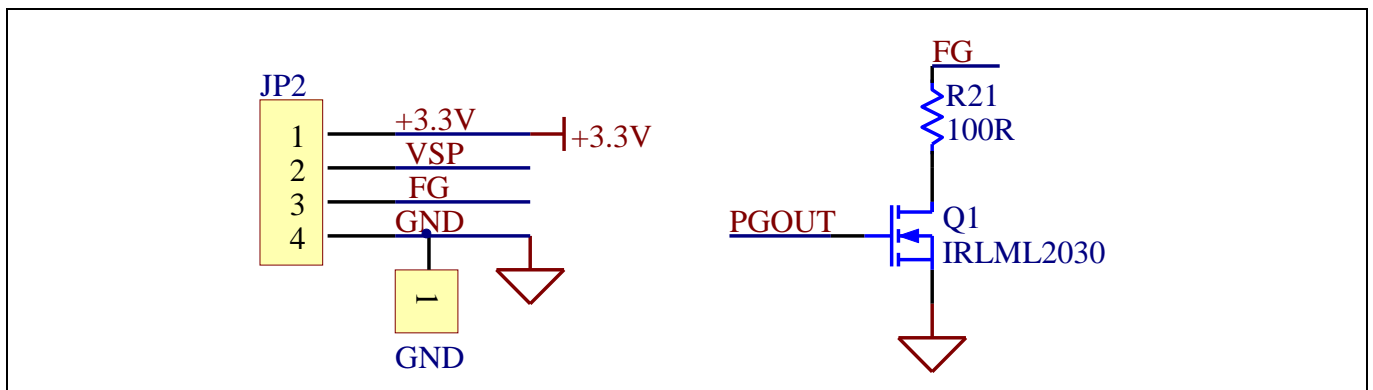 JP2
1
+3.3V
+3.3V
2
VSP
3
FG
4
GND
1
GND
FG
R21
100R
PGOUT
Q1
IRLML2030